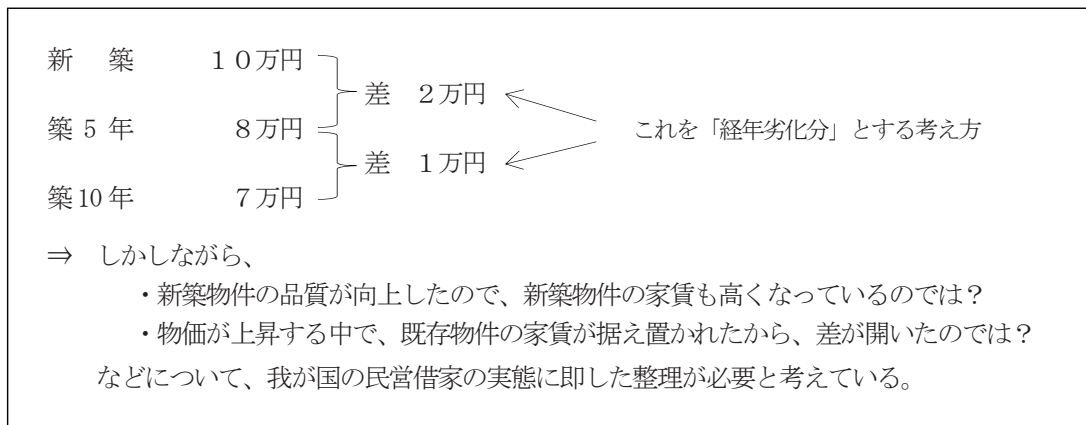 新　築　　１０万円
差　２万円
築 5 年　　８万円　　これを「経年劣化分」とする考え方
差　１万円
築10 年　　７万円
⇒　しかしながら、
・新築物件の品質が向上したので、新築物件の家賃も高くなっているのでは？
・物価が上昇する中で、既存物件の家賃が据え置かれたから、差が開いたのでは？
などについて、我が国の民営借家の実態に即した整理が必要と考えている。